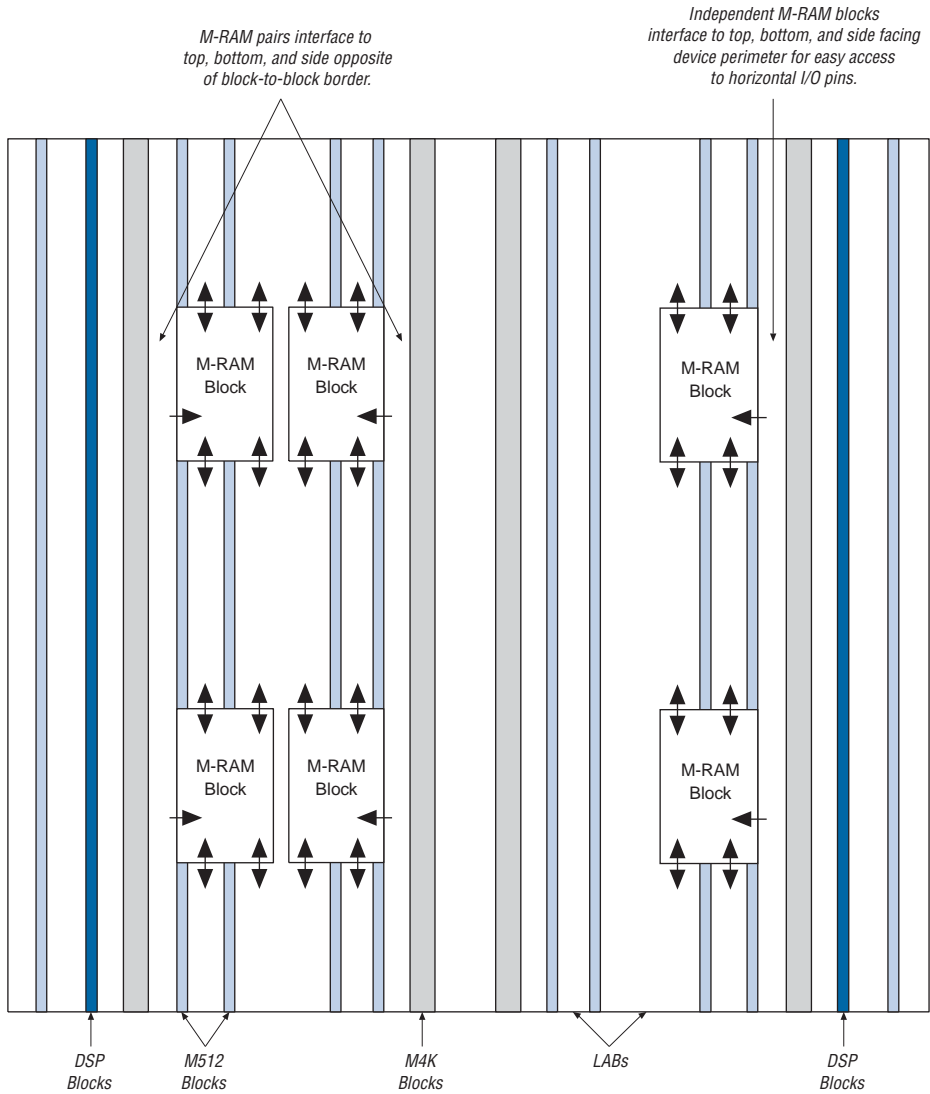 M-RAM pairs interface to
top, bottom, and side opposite
of block-to-block border.
Independent M-RAM blocks
interface to top, bottom, and side facing
device perimeter for easy access
to horizontal I/O pins.
M-RAM
Block
M-RAM
Block
M-RAM
Block
M-RAM
Block
M-RAM
Block
M-RAM
Block
DSP
Blocks
M512
Blocks
M4K
Blocks
LABs
DSP
Blocks